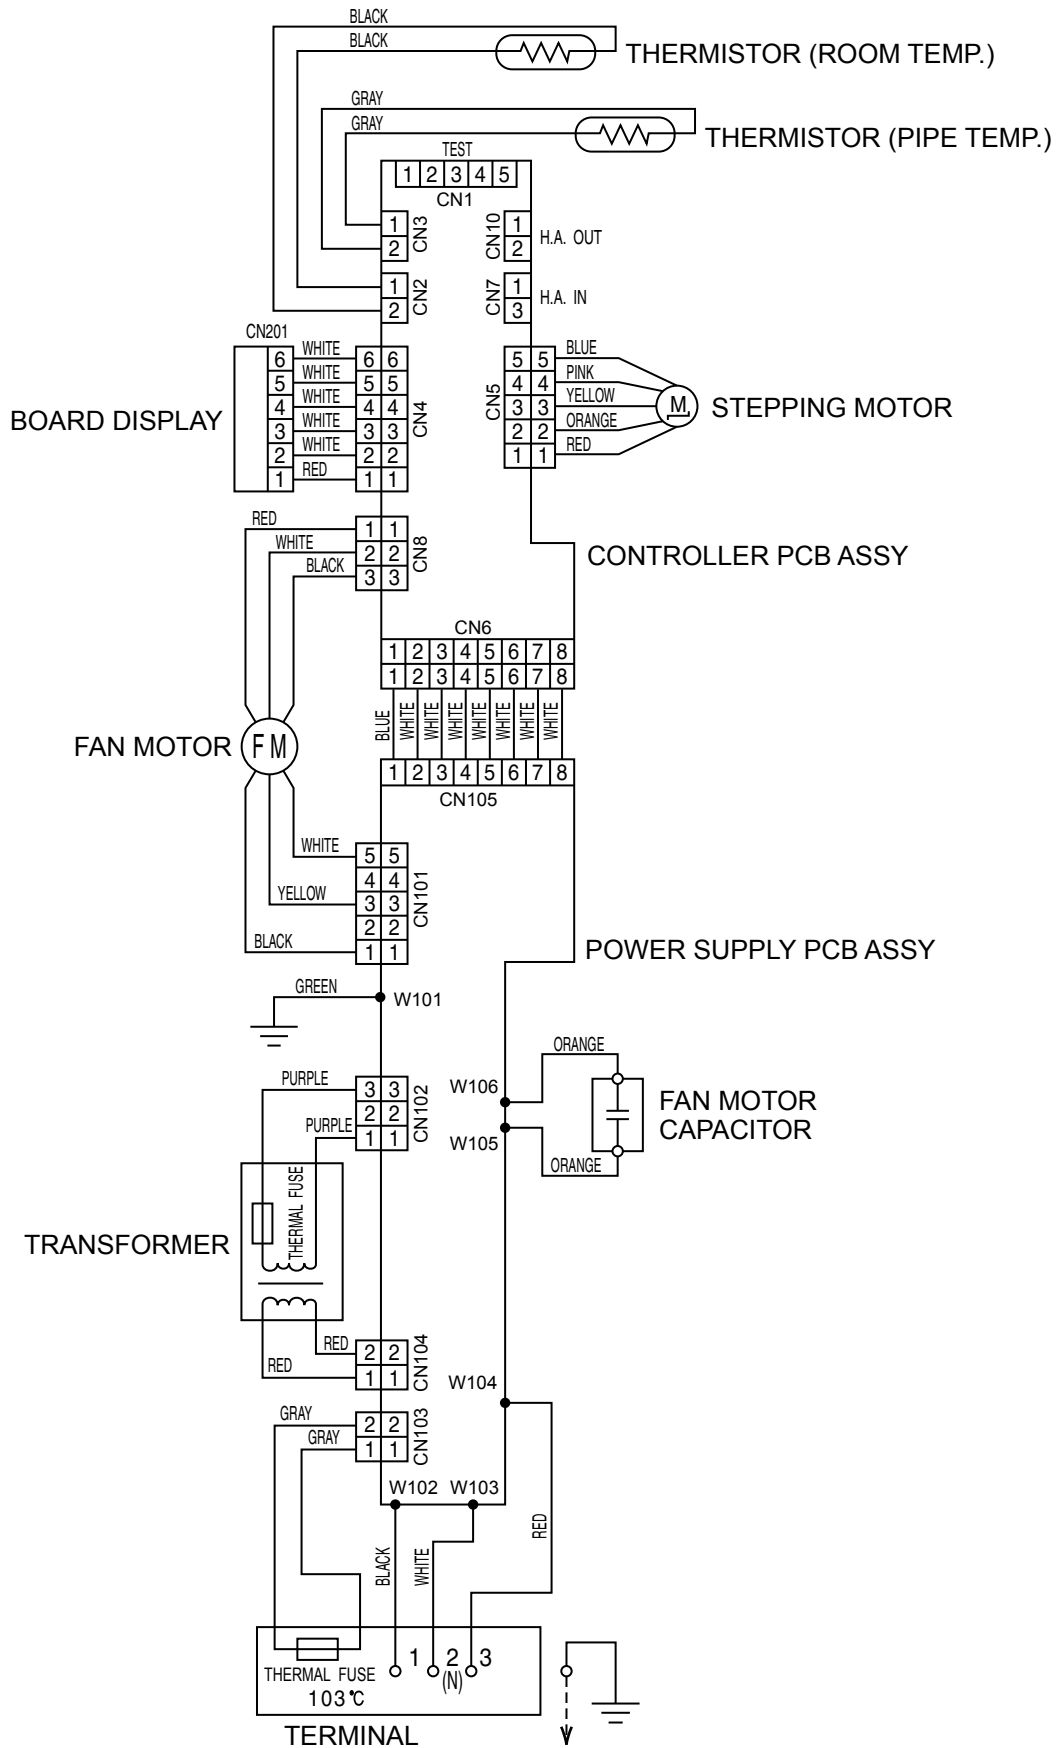 BLACK
BLACK
THERMISTOR (ROOM TEMP.)
GRAY
GRAY
THERMISTOR (PIPE TEMP.)
TEST
1 2 3 4 5
CN1
1 2 CN3
CN10 1 2 H.A. OUT
1 2 CN2
CN7 1 3 H.A. IN
CN201
6 WHITE 6 6
5 WHITE 5 5
4 WHITE 4 4
3 WHITE 3 3
2 WHITE 2 2
1 RED 1 1
CN4
BOARD DISPLAY
CN5
5 5 BLUE
4 4 PINK
3 3 YELLOW
2 2 ORANGE
1 1 RED
M
STEPPING MOTOR
RED 1 1
WHITE 2 2
BLACK 3 3
CN8
CONTROLLER PCB ASSY
CN6
1 2 3 4 5 6 7 8
1 2 3 4 5 6 7 8
BLUE WHITE WHITE WHITE WHITE WHITE WHITE WHITE
FAN MOTOR FM
1 2 3 4 5 6 7 8
CN105
WHITE 5 5
4 4
YELLOW 3 3
2 2
BLACK 1 1
CN101
POWER SUPPLY PCB ASSY
GREEN
W101
ORANGE
PURPLE 3 3
2 2
PURPLE 1 1
CN102
W106
W105
FAN MOTOR
CAPACITOR
ORANGE
THERMAL FUSE
TRANSFORMER
RED 2 2
RED 1 1
CN104
W104
GRAY 2 2
GRAY 1 1
CN103
W102 W103
BLACK
WHITE
RED
1 2 3
(N)
THERMAL FUSE
103℃
TERMINAL